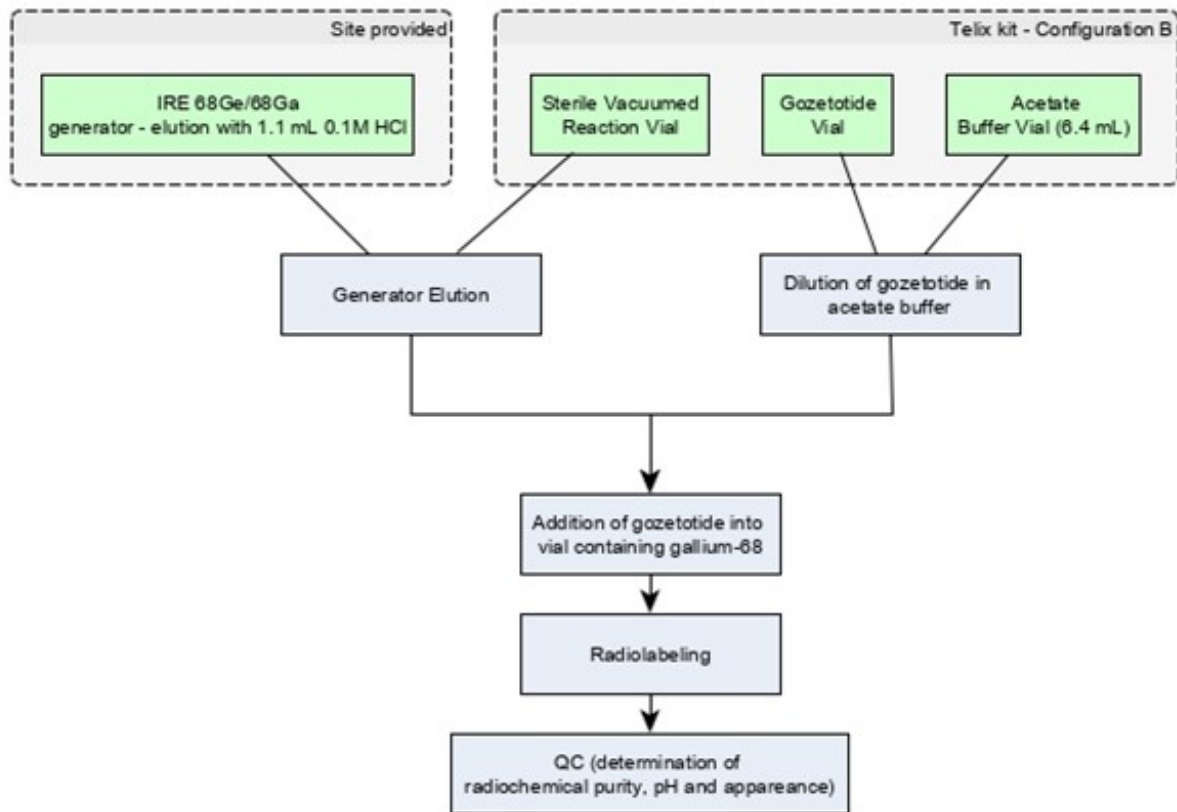 Site provided
Telix kit - Configuration B
IRE 68Ge/68Ga
generator - elution with 1.1 mL 0.1M HCl
Sterile Vacuumed
Reaction Vial
Gozetotide
Vial
Acetate
Buffer Vial (6.4 mL)
Generator Elution
Dilution of gozetotide in
acetate buffer
Addition of gozetotide into
vial containing gallium-68
Radiolabeling
QC (determination of
radiochemical purity, pH and appareance)